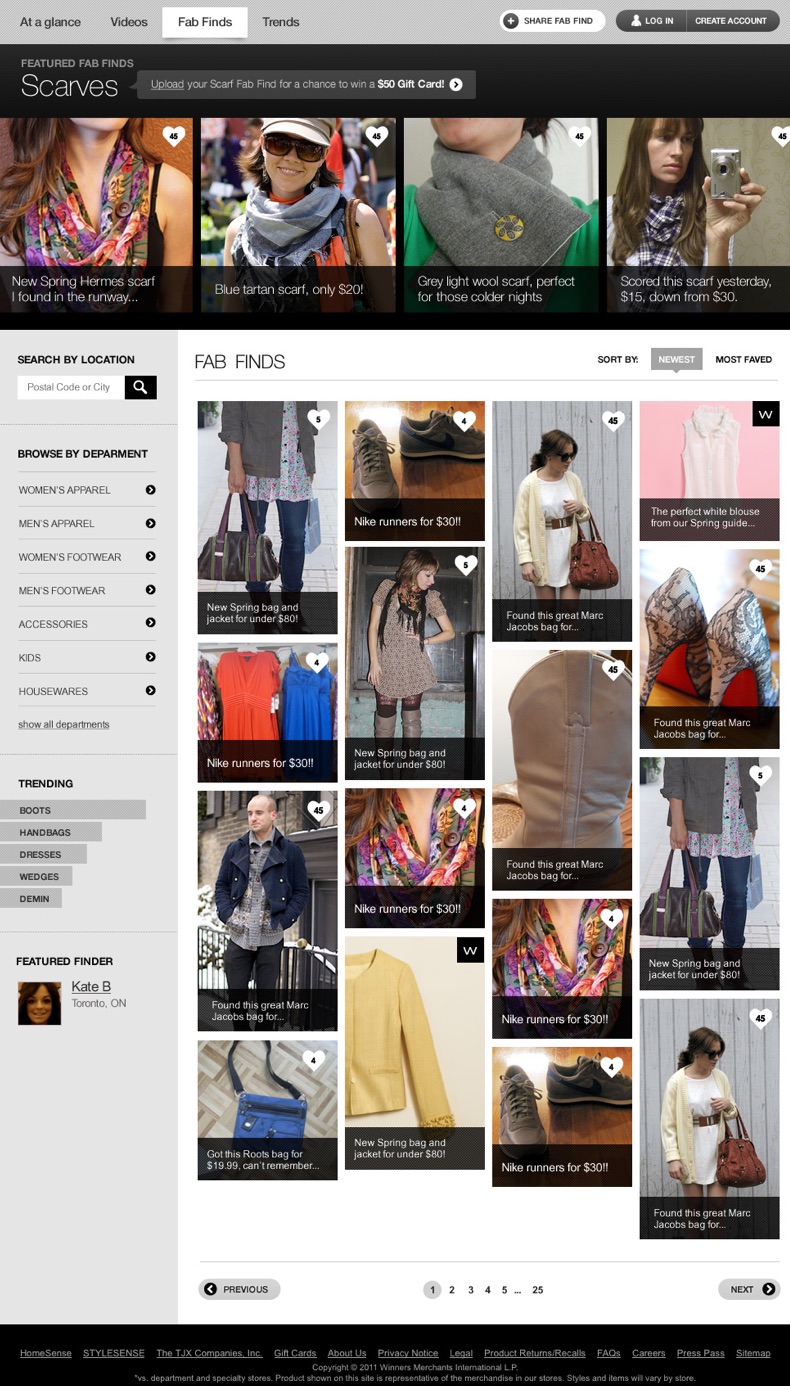 At a glance
Videos
Fab Finds
Trends
SHARE FAB FIND
LOG IN
CREATE ACCOUNT
FEATURED FAB FINDS
Scarves
Upload your Scarf Fab Find for a chance to win a $50 Gift Card!
45
45
45
45
New Spring Hermes scarf
I found in the runway...
Blue tartan scarf, only $20!
Grey light wool scarf, perfect
for those colder nights
Scored this scarf yesterday,
$15, down from $30.
SEARCH BY LOCATION
Postal Code or City
BROWSE BY DEPARMENT
WOMEN'S APPAREL
MEN'S APPAREL
WOMEN'S FOOTWEAR
MEN'S FOOTWEAR
ACCESSORIES
KIDS
HOUSEWARES
show all departments
TRENDING
BOOTS
HANDBAGS
DRESSES
WEDGES
DEMIN
FEATURED FINDER
Kate B
Toronto, ON
FAB FINDS
SORT BY:
NEWEST
MOST FAVED
5
New Spring bag and
jacket for under $80!
4
Nike runners for $30!!
45
Found this great Marc
Jacobs bag for...
4
Got this Roots bag for
$19.99, can't remember...
4
Nike runners for $30!!
5
New Spring bag and
jacket for under $80!
4
Nike runners for $30!!
W
New Spring bag and
jacket for under $80!
45
Found this great Marc
Jacobs bag for...
45
Found this great Marc
Jacobs bag for...
4
Nike runners for $30!!
4
Nike runners for $30!!
W
The perfect white blouse
from our Spring guide...
45
Found this great Marc
Jacobs bag for...
5
New Spring bag and
jacket for under $80!
45
Found this great Marc
Jacobs bag for...
PREVIOUS
1 2 3 4 5 ... 25
NEXT
HomeSense STYLESENSE The TJX Companies, Inc. Gift Cards About Us Privacy Notice Legal Product Returns/Recalls FAQs Careers Press Pass Sitemap
Copyright © 2011 Winners Merchants International L.P.
*vs. department and specialty stores. Product shown on this site is representative of the merchandise in our stores. Styles and items will vary by store.